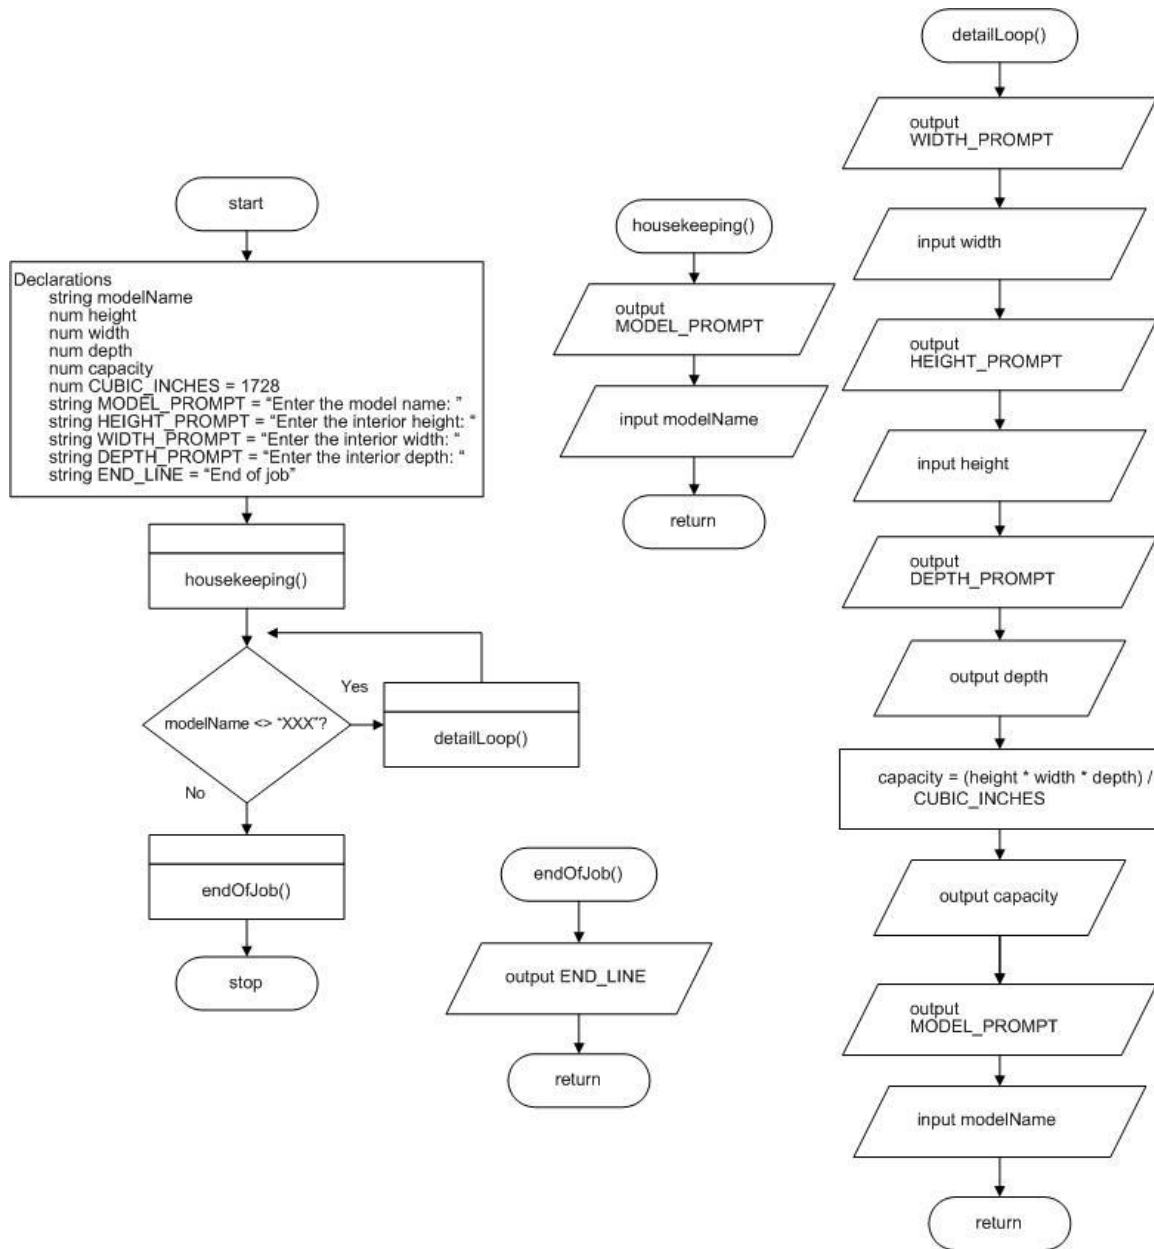 start
Declarations
string modelName
num height
num width
num depth
num capacity
num CUBIC_INCHES = 1728
string MODEL_PROMPT = “Enter the model name: ”
string HEIGHT_PROMPT = “Enter the interior height: “
string WIDTH_PROMPT = “Enter the interior width: “
string DEPTH_PROMPT = “Enter the interior depth: “
string END_LINE = “End of job”
housekeeping()
modelName <> “XXX”?
Yes
detailLoop()
No
endOfJob()
stop
housekeeping()
output
MODEL_PROMPT
input modelName
return
endOfJob()
output END_LINE
return
detailLoop()
output
WIDTH_PROMPT
input width
output
HEIGHT_PROMPT
input height
output
DEPTH_PROMPT
output depth
capacity = (height * width * depth) /
CUBIC_INCHES
output capacity
output
MODEL_PROMPT
input modelName
return